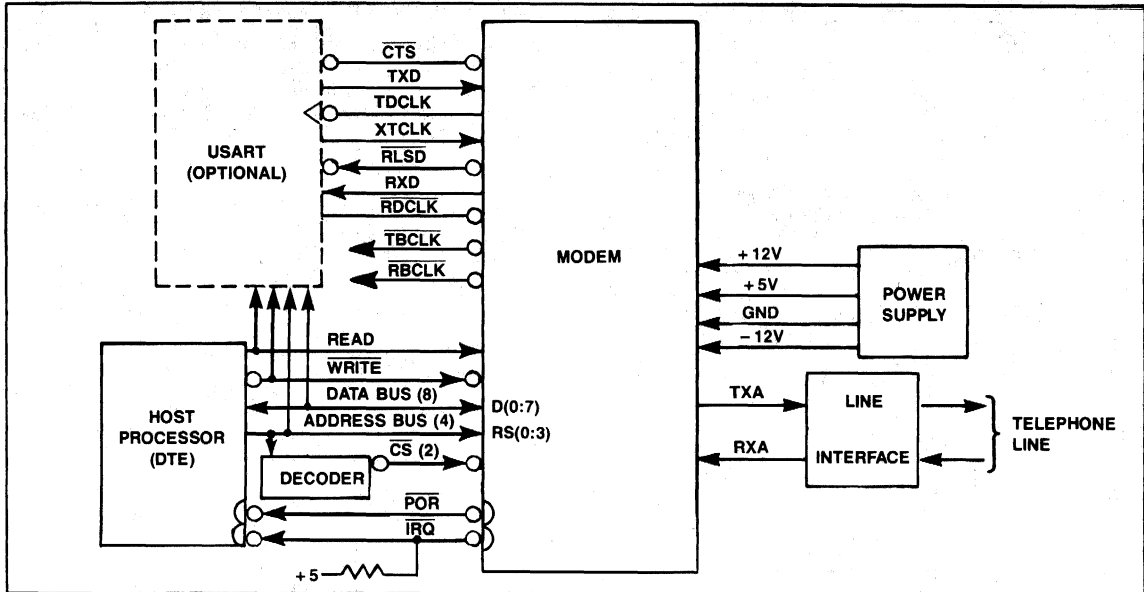 USART
(OPTIONAL)
CTS
TXD
TDCLK
XTCLK
RLSD
RXD
RDCLK
TBCLK
RBCLK
MODEM
+12V
+5V
GND
-12V
POWER
SUPPLY
HOST
PROCESSOR
(DTE)
READ
WRITE
DATA BUS (8)
ADDRESS BUS (4)
D(0:7)
RS(0:3)
DECODER
CS (2)
POR
IRQ
+5
TXA
RXA
LINE
INTERFACE
TELEPHONE
LINE